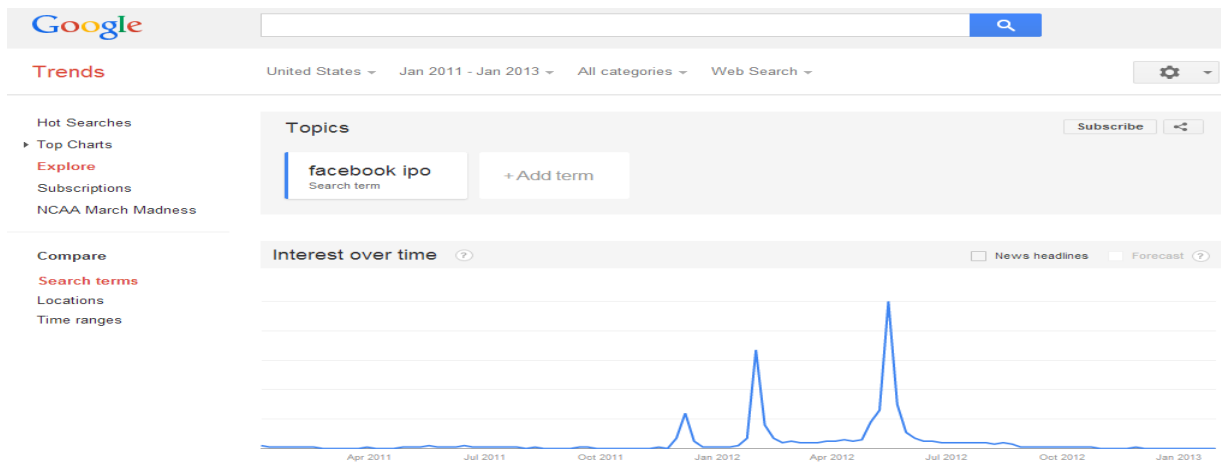 Google
Trends
United States Jan 2011 - Jan 2013 All categories Web Search
Hot Searches
Top Charts
Explore
Subscriptions
NCAA March Madness
Compare
Search terms
Locations
Time ranges
Topics
Subscribe
facebook ipo
Search term
+Add term
Interest over time ?
News headlines
Forecast ?
Apr 2011 Jul 2011 Oct 2011 Jan 2012 Apr 2012 Jul 2012 Oct 2012 Jan 2013